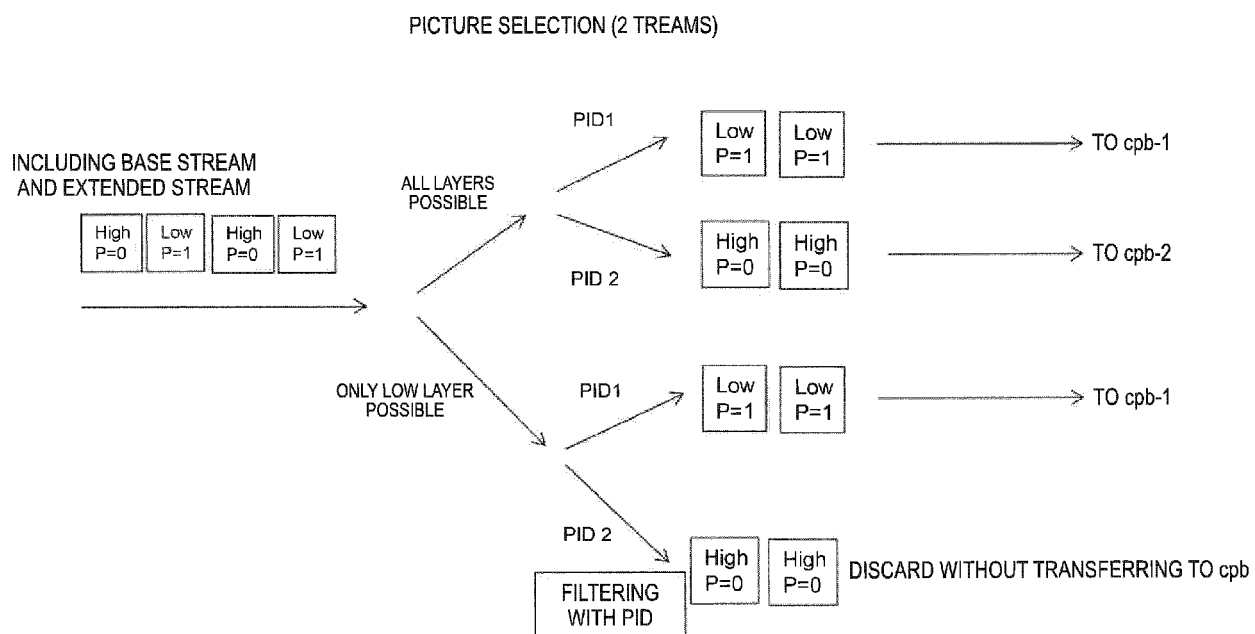 PICTURE SELECTION (2 TREAMS)
INCLUDING BASE STREAM
AND EXTENDED STREAM
High
P=0
Low
P=1
High
P=0
Low
P=1
ALL LAYERS
POSSIBLE
PID1
Low
P=1
Low
P=1
TO cpb-1
PID 2
High
P=0
High
P=0
TO cpb-2
ONLY LOW LAYER
POSSIBLE
PID1
Low
P=1
Low
P=1
TO cpb-1
PID 2
FILTERING
WITH PID
High
P=0
High
P=0
DISCARD WITHOUT TRANSFERRING TO cpb